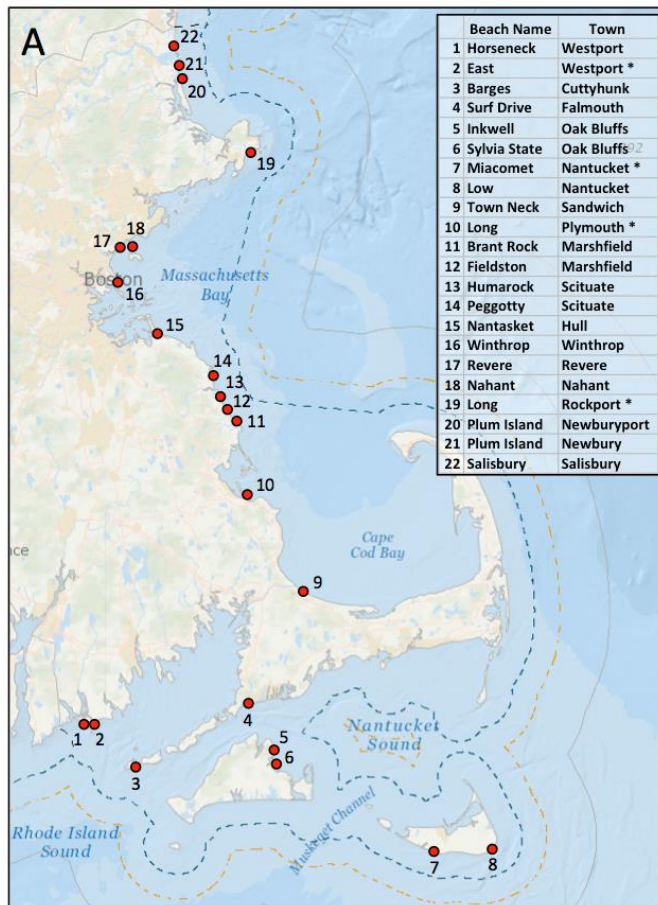 A
Beach Name Town
1 Horseneck Westport
2 East Westport *
3 Barges Cuttyhunk
4 Surf Drive Falmouth
5 Inkwell Oak Bluffs
6 Sylvia State Oak Bluffs
7 Miacomet Nantucket *
8 Low Nantucket
9 Town Neck Sandwich
10 Long Plymouth *
11 Brant Rock Marshfield
12 Fieldston Marshfield
13 Humarock Scituate
14 Peggotty Scituate
15 Nantasket Hull
16 Winthrop Winthrop
17 Revere Revere
18 Nahant Nahant
19 Long Rockport *
20 Plum Island Newburyport
21 Plum Island Newbury
22 Salisbury Salisbury
22
21
20
19
18
17
Boston
Massachusetts
Bay
16
15
14
13
12
11
10
Cape
Cod Bay
9
4
Nantucket
Sound
1 2
5
6
3
Muskeget Channel
Rhode Island
Sound
7
8